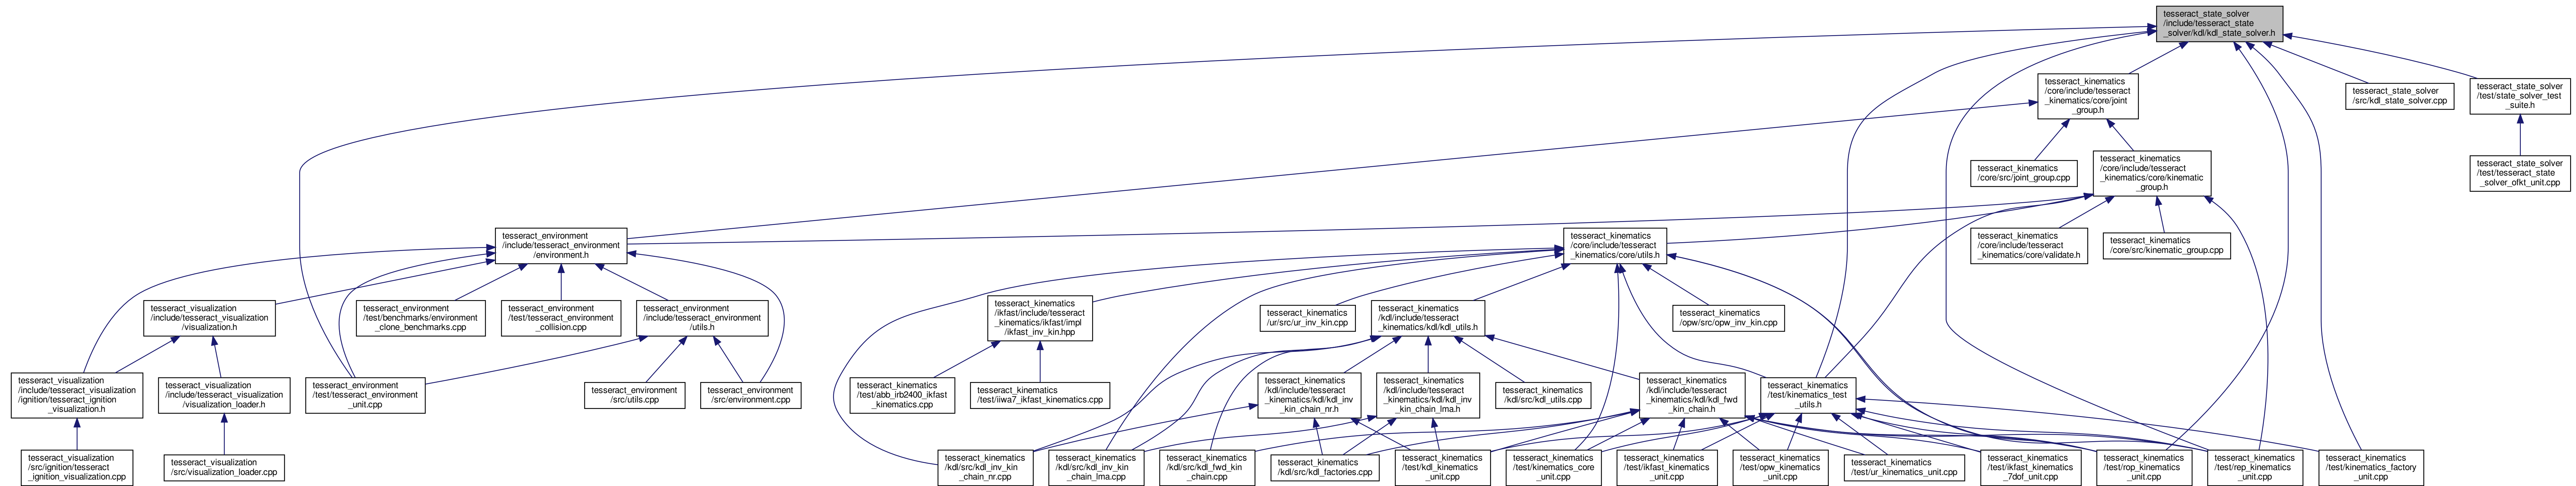 tesseract_state_solver
/include/tesseract_state
_solver/kdl/kdl_state_solver.h
tesseract_kinematics
/core/include/tesseract
_kinematics/core/joint
_group.h
tesseract_state_solver
/src/kdl_state_solver.cpp
tesseract_state_solver
/test/state_solver_test
_suite.h
tesseract_kinematics
/core/src/joint_group.cpp
tesseract_kinematics
/core/include/tesseract
_kinematics/core/kinematic
_group.h
tesseract_state_solver
/test/tesseract_state
_solver_ofkt_unit.cpp
tesseract_environment
/include/tesseract_environment
/environment.h
tesseract_kinematics
/core/include/tesseract
_kinematics/core/utils.h
tesseract_kinematics
/core/include/tesseract
_kinematics/core/validate.h
tesseract_kinematics
/core/src/kinematic_group.cpp
tesseract_visualization
/include/tesseract_visualization
/visualization.h
tesseract_environment
/test/benchmarks/environment
_clone_benchmarks.cpp
tesseract_environment
/test/tesseract_environment
_collision.cpp
tesseract_environment
/include/tesseract_environment
/utils.h
tesseract_kinematics
/ikfast/include/tesseract
_kinematics/ikfast/impl
/ikfast_inv_kin.hpp
tesseract_kinematics
/ur/src/ur_inv_kin.cpp
tesseract_kinematics
/kdl/include/tesseract
_kinematics/kdl/kdl_utils.h
tesseract_kinematics
/opw/src/opw_inv_kin.cpp
tesseract_visualization
/include/tesseract_visualization
/ignition/tesseract_ignition
_visualization.h
tesseract_visualization
/include/tesseract_visualization
/visualization_loader.h
tesseract_environment
/test/tesseract_environment
_unit.cpp
tesseract_environment
/src/utils.cpp
tesseract_environment
/src/environment.cpp
tesseract_kinematics
/test/abb_irb2400_ikfast
_kinematics.cpp
tesseract_kinematics
/test/iiwa7_ikfast_kinematics.cpp
tesseract_kinematics
/kdl/include/tesseract
_kinematics/kdl/kdl_inv
_kin_chain_nr.h
tesseract_kinematics
/kdl/include/tesseract
_kinematics/kdl/kdl_inv
_kin_chain_lma.h
tesseract_kinematics
/kdl/src/kdl_utils.cpp
tesseract_kinematics
/kdl/include/tesseract
_kinematics/kdl/kdl_fwd
_kin_chain.h
tesseract_kinematics
/test/kinematics_test
_utils.h
tesseract_visualization
/src/ignition/tesseract
_ignition_visualization.cpp
tesseract_visualization
/src/visualization_loader.cpp
tesseract_kinematics
/kdl/src/kdl_inv_kin
_chain_nr.cpp
tesseract_kinematics
/kdl/src/kdl_inv_kin
_chain_lma.cpp
tesseract_kinematics
/kdl/src/kdl_fwd_kin
_chain.cpp
tesseract_kinematics
/kdl/src/kdl_factories.cpp
tesseract_kinematics
/test/kdl_kinematics
_unit.cpp
tesseract_kinematics
/test/kinematics_core
_unit.cpp
tesseract_kinematics
/test/ikfast_kinematics
_unit.cpp
tesseract_kinematics
/test/opw_kinematics
_unit.cpp
tesseract_kinematics
/test/ur_kinematics_unit.cpp
tesseract_kinematics
/test/ikfast_kinematics
_7dof_unit.cpp
tesseract_kinematics
/test/rop_kinematics
_unit.cpp
tesseract_kinematics
/test/rep_kinematics
_unit.cpp
tesseract_kinematics
/test/kinematics_factory
_unit.cpp